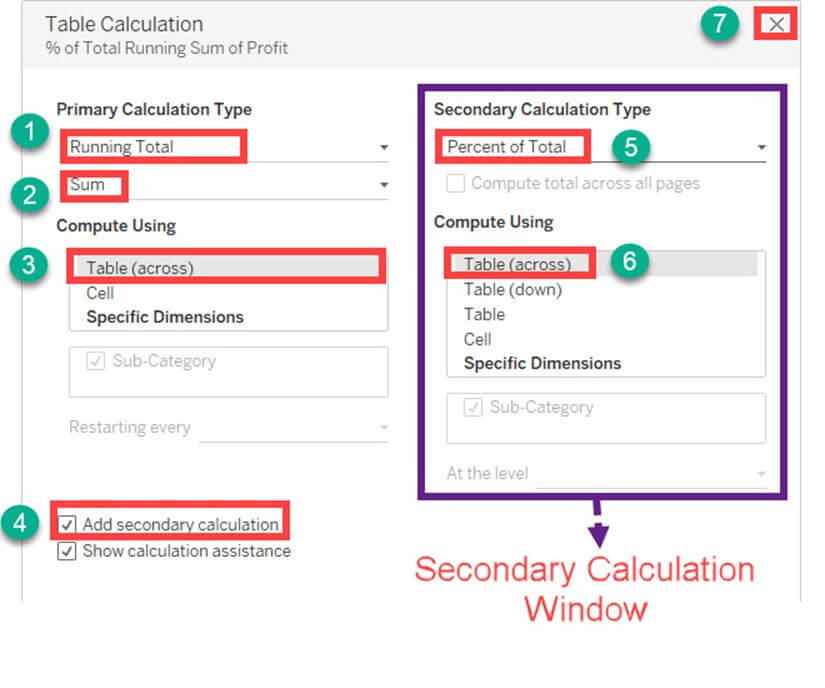 Table Calculation
% of Total Running Sum of Profit
7
Primary Calculation Type
1
Running Total
2
Sum
Compute Using
3
Table (across)
Cell
Specific Dimensions
Sub-Category
Restarting every
4
Add secondary calculation
Show calculation assistance
Secondary Calculation Type
Percent of Total
5
Compute total across all pages
Compute Using
Table (across)
6
Table (down)
Table
Cell
Specific Dimensions
Sub-Category
At the level
Secondary Calculation
Window